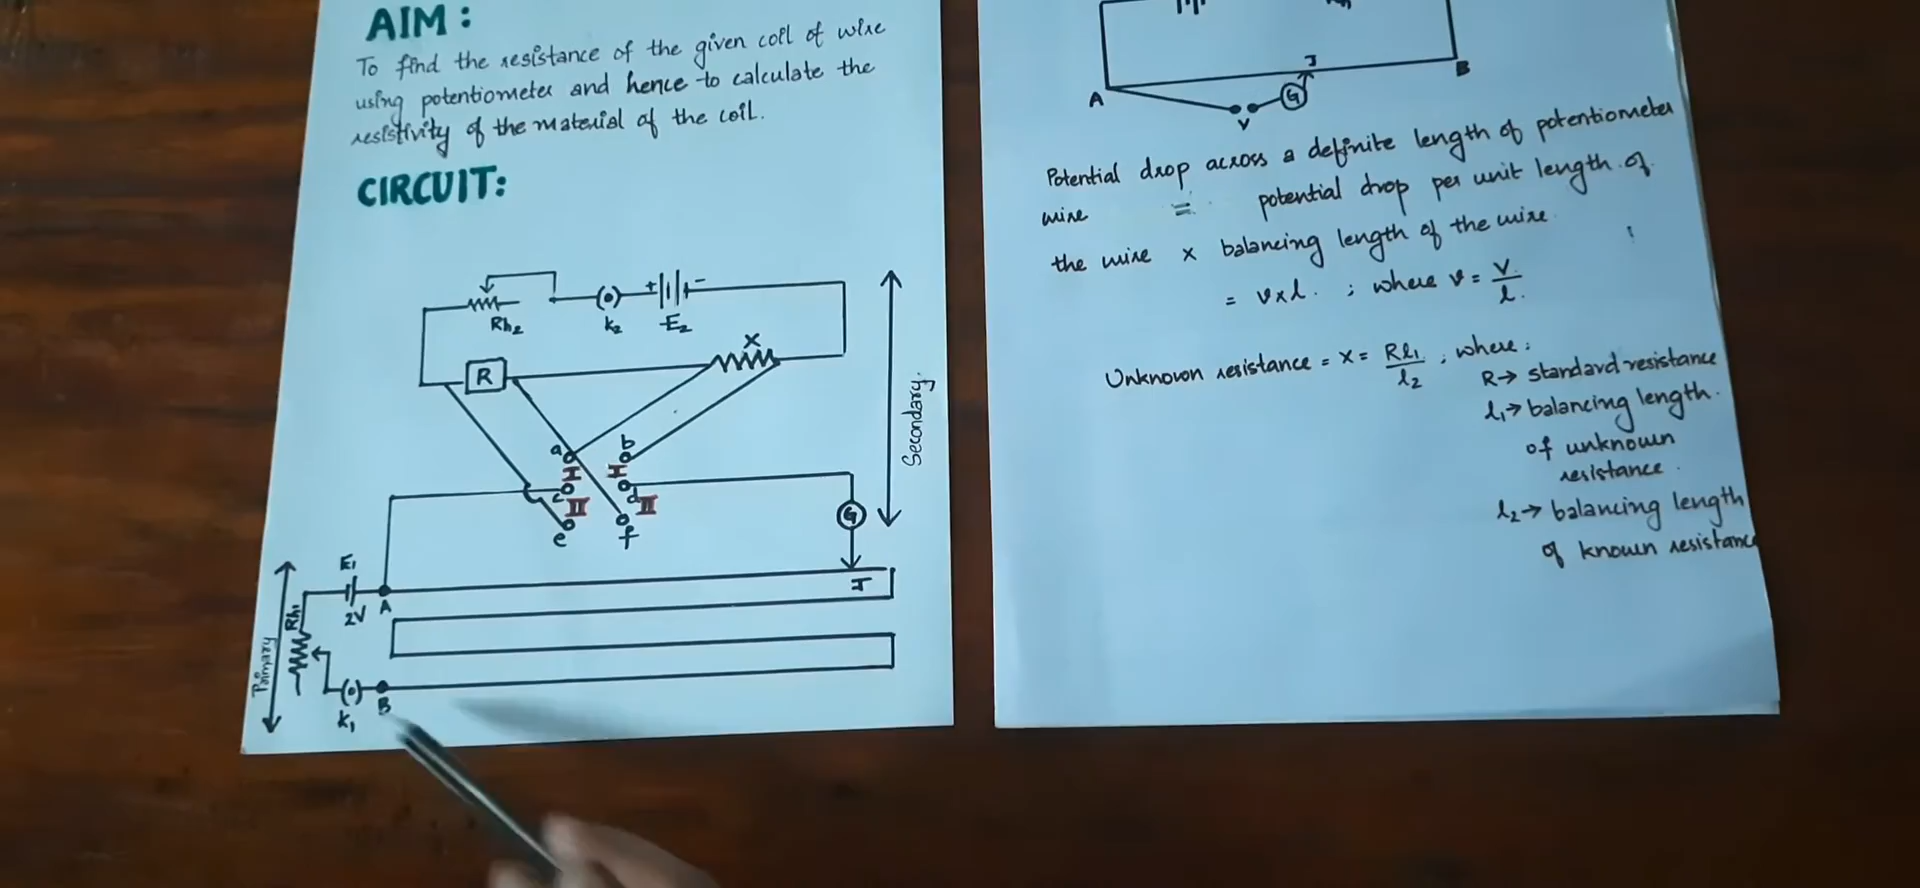 AIM:
To find the resistance of the given coil of wire
using potentiometer and hence to calculate the
resistivity of the material of the coil.
CIRCUIT:
Rh2
K2
+ -
E2
R
X
a
b
I
I
c
d
II
II
e
f
G
J
Secondary.
E1
2V
A
Rh1
Primary
K1
B
A
B
J
G
V
Potential drop across a definite length of potentiometer
wire = potential drop per unit length of
the wire x balancing length of the wire
= v x l. ; where v = V/l.
Unknown resistance = X = Rl1/l2 ; where:
R→ standard resistance
l1→ balancing length
of unknown
resistance.
l2→ balancing length
of known resistance